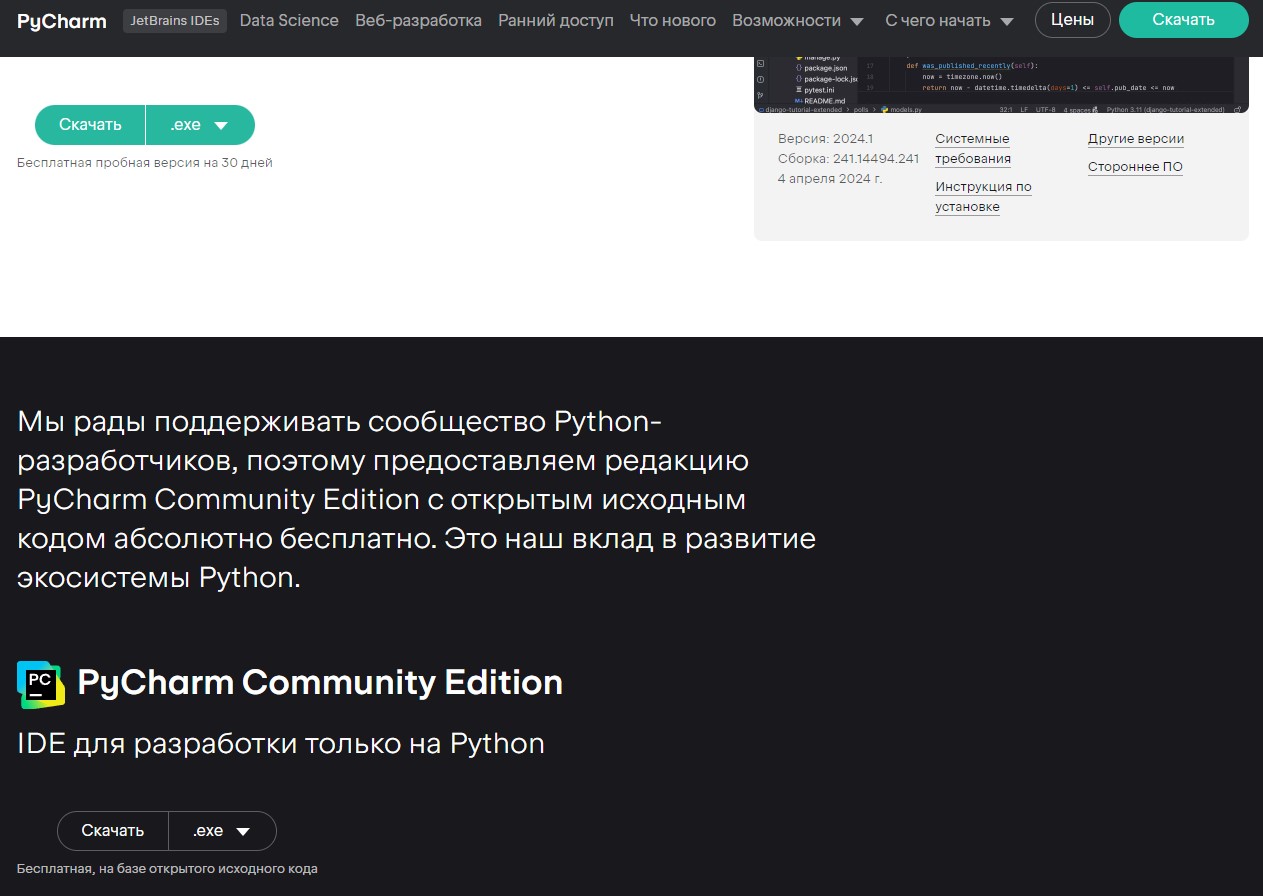 PyCharm JetBrains IDEs Data Science Веб-разработка Ранний доступ Что нового Возможности С чего начать Цены Скачать
manage.py
package.json
package-lock.js
pytest.ini
README.md
17 def was_published_recently(self):
18 now = timezone.now()
19 return now - datetime.timedelta(days=1) <= self.pub_date <= now
django-tutorial-extended > polls > models.py 32:1 LF UTF-8 4 spaces Python 3.11 (django-tutorial-extended)
Скачать .exe
Бесплатная пробная версия на 30 дней
Версия: 2024.1
Сборка: 241.14494.241
4 апреля 2024 г.
Системные
требования
Инструкция по
установке
Другие версии
Стороннее ПО
Мы рады поддерживать сообщество Python-
разработчиков, поэтому предоставляем редакцию
PyCharm Community Edition с открытым исходным
кодом абсолютно бесплатно. Это наш вклад в развитие
экосистемы Python.
PC
PyCharm Community Edition
IDE для разработки только на Python
Скачать .exe
Бесплатная, на базе открытого исходного кода